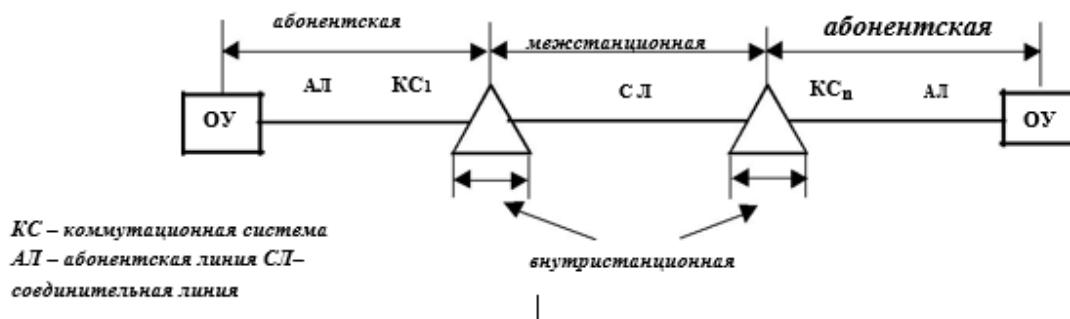 абонентская
межстанционная
абонентская
АЛ
КС1
СЛ
КСn
АЛ
ОУ
ОУ
КС – коммутационная система
АЛ – абонентская линия СЛ–
соединительная линия
внутристанционная